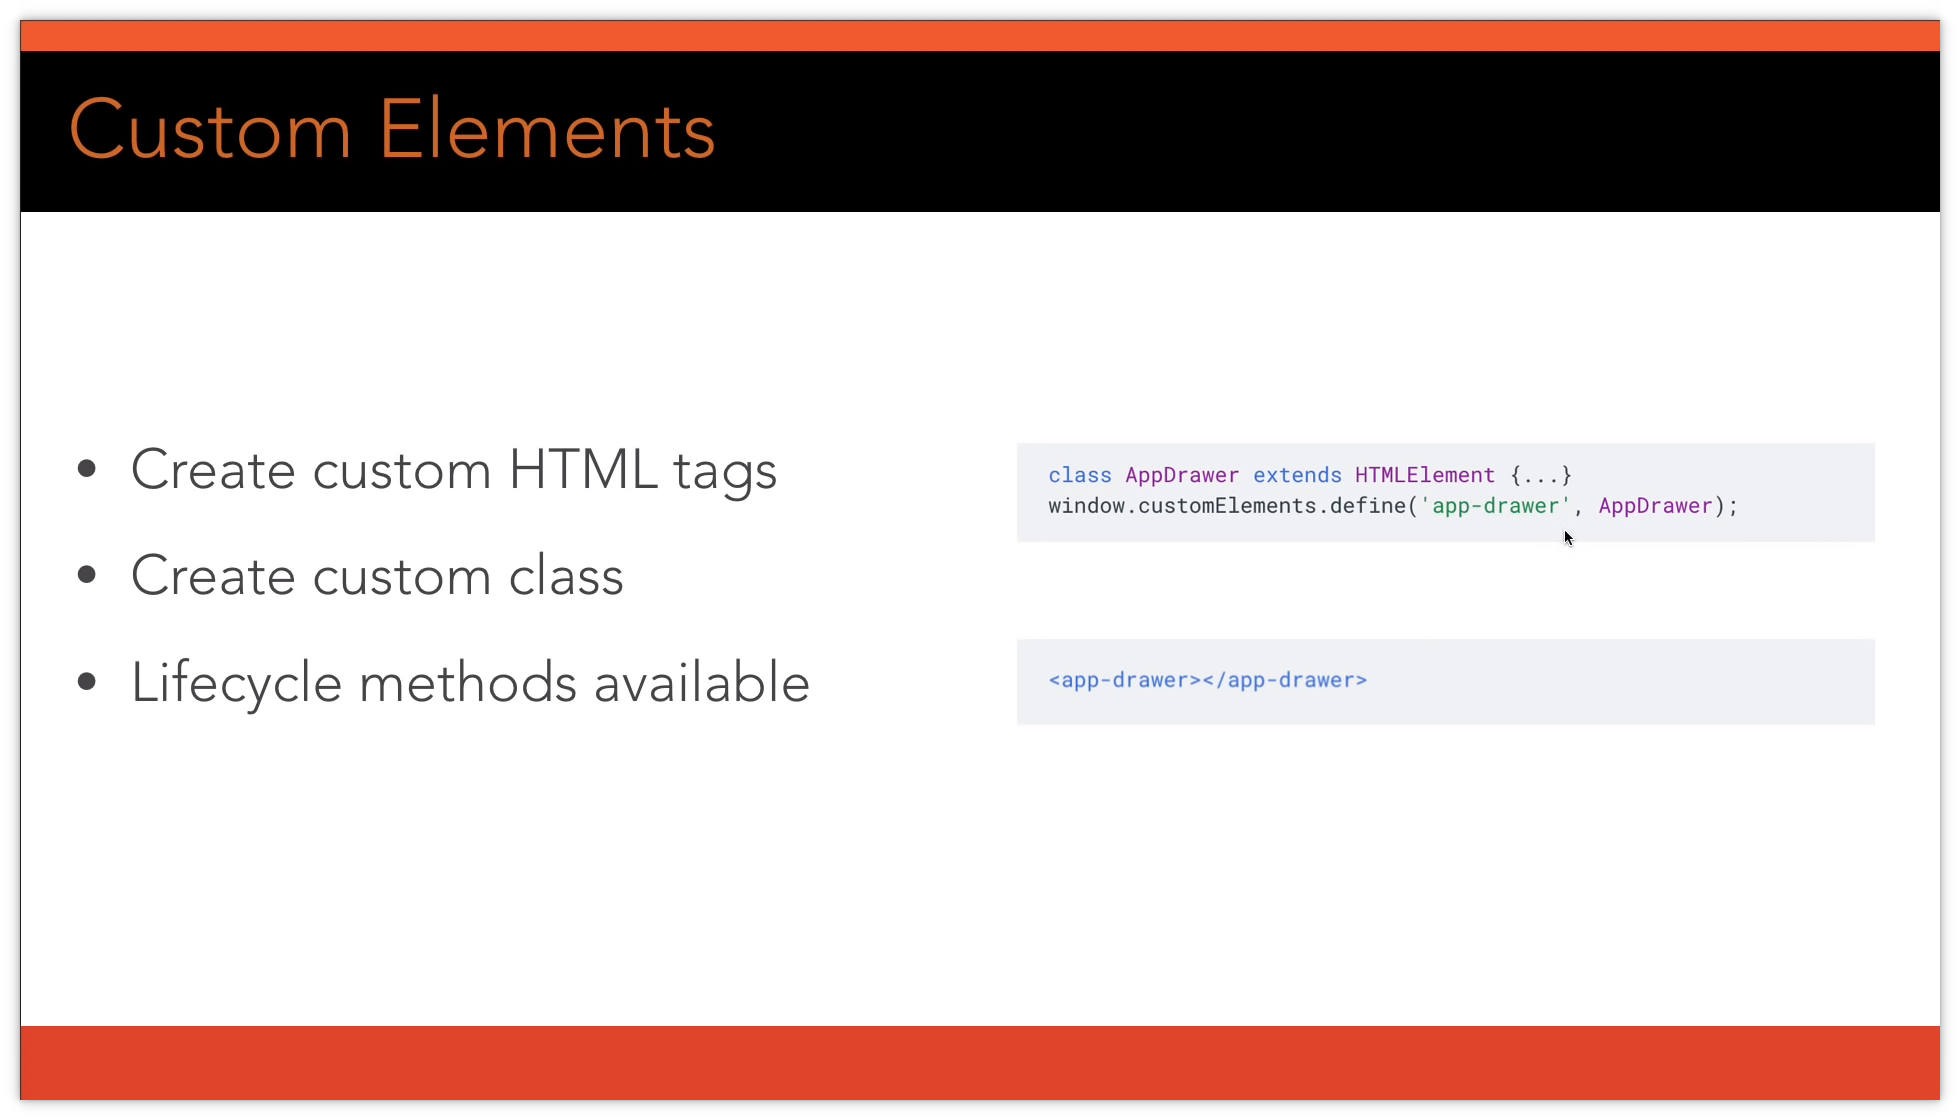 Custom Elements
• Create custom HTML tags
• Create custom class
• Lifecycle methods available
class AppDrawer extends HTMLElement {...}
window.customElements.define('app-drawer', AppDrawer);
<app-drawer></app-drawer>